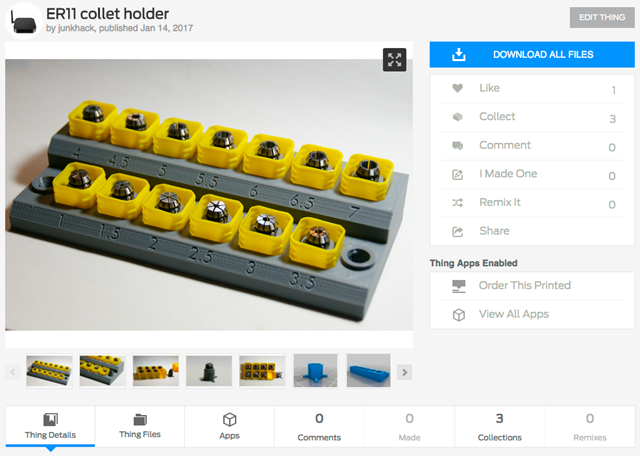 ER11 collet holder
by junkhack, published Jan 14, 2017
EDIT THING
4 4.5 5 5.5 6 6.5 7
1 1.5 2 2.5 3 3.5
DOWNLOAD ALL FILES
Like 1
Collect 3
Comment 0
I Made One 0
Remix It 0
Share
Thing Apps Enabled
Order This Printed
View All Apps
Thing Details
Thing Files
Apps
0
Comments
0
Made
3
Collections
0
Remixes